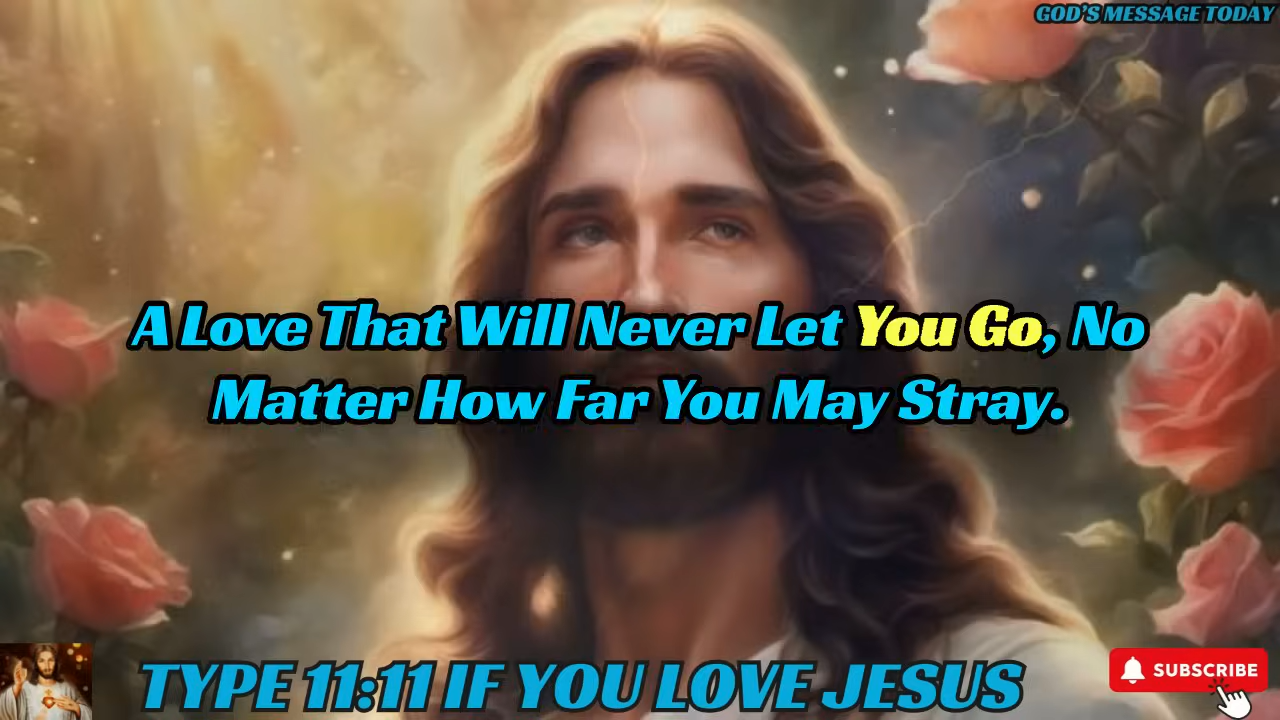 GOD'S MESSAGE TODAY
A Love That Will Never Let You Go, No
Matter How Far You May Stray.
TYPE 11:11 IF YOU LOVE JESUS
SUBSCRIBE